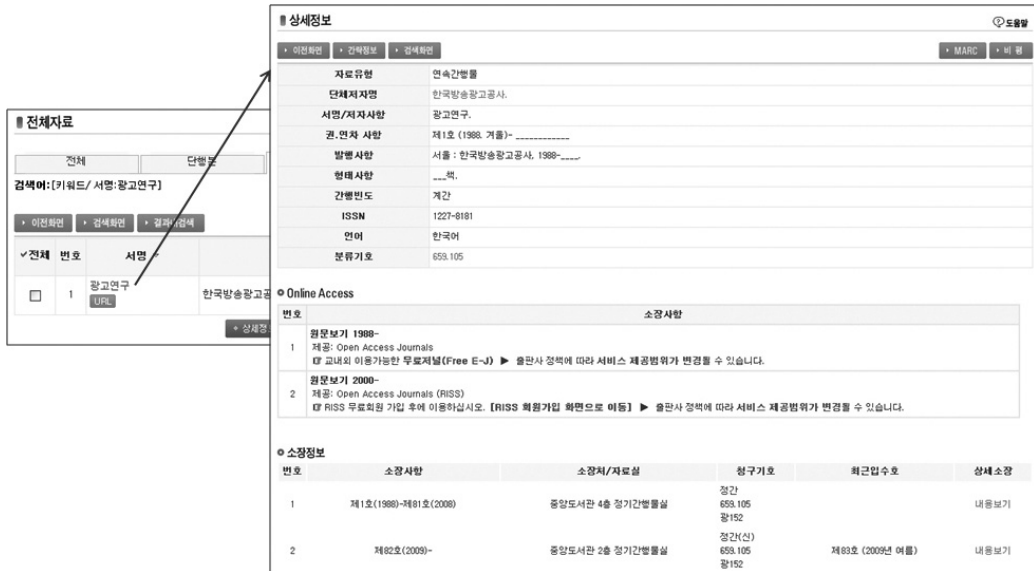 전체자료
전체 단행본
검색어:[키워드/ 서명:광고연구]
이전화면 검색화면 결과내검색
전체 번호 서명
1 광고연구 한국방송광고공
URL
상세정
상세정보
도움말
이전화면 간략정보 검색화면 MARC 비 평
자료유형 연속간행물
단체저자명 한국방송광고공사.
서명/저자사항 광고연구.
권.연차 사항 제1호 (1988. 겨울)- ____________
발행사항 서울 : 한국방송광고공사, 1988-____.
형태사항 ___책.
간행빈도 계간
ISSN 1227-8181
언어 한국어
분류기호 659.105
Online Access
번호 소장사항
1 원문보기 1988-
제공: Open Access Journals
교내외 이용가능한 무료저널(Free E-J) ▶ 출판사 정책에 따라 서비스 제공범위가 변경될 수 있습니다.
2 원문보기 2000-
제공: Open Access Journals (RISS)
RISS 무료회원 가입 후에 이용하십시오. [RISS 회원가입 화면으로 이동] ▶ 출판사 정책에 따라 서비스 제공범위가 변경될 수 있습니다.
소장정보
번호 소장사항 소장처/자료실 청구기호 최근입수호 상세소장
1 제1호(1988)-제81호(2008) 중앙도서관 4층 정기간행물실 정간 659.105 광152 내용보기
2 제82호(2009)- 중앙도서관 2층 정기간행물실 정간(신) 659.105 광152 제83호 (2009년 여름) 내용보기